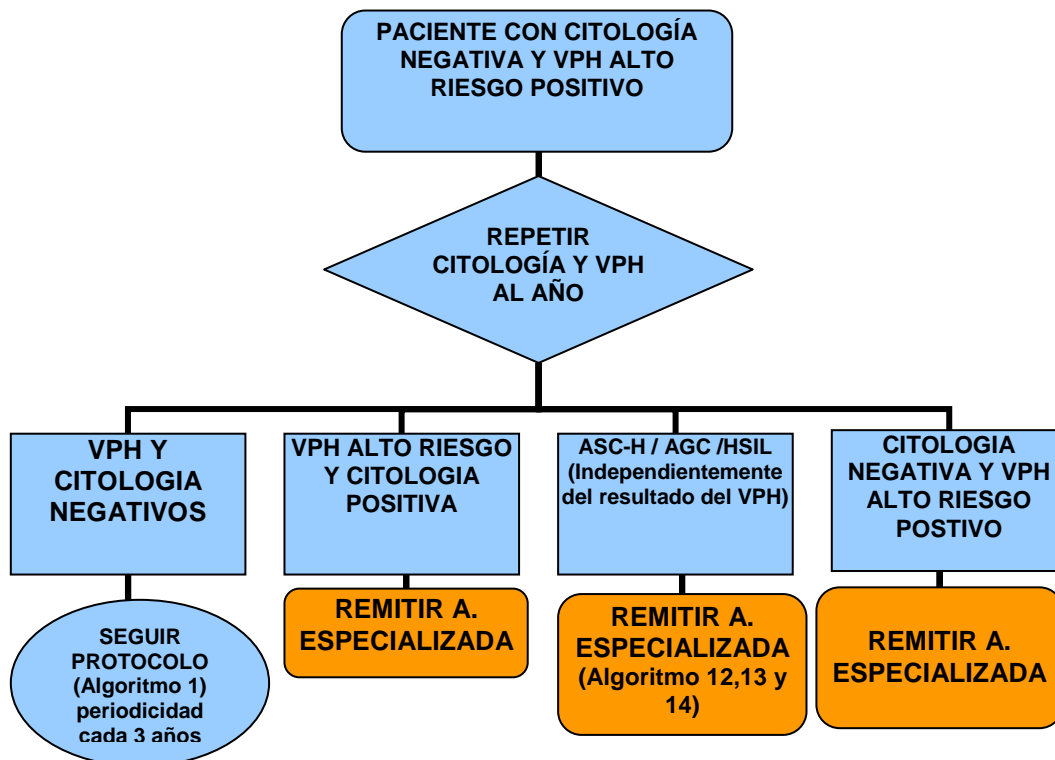 PACIENTE CON CITOLOGÍA
NEGATIVA Y VPH ALTO
RIESGO POSITIVO
REPETIR
CITOLOGÍA Y VPH
AL AÑO
VPH Y
CITOLOGIA
NEGATIVOS
VPH ALTO RIESGO
Y CITOLOGIA
POSITIVA
ASC-H / AGC /HSIL
(Independientemente
del resultado del VPH)
CITOLOGIA
NEGATIVA Y VPH
ALTO RIESGO
POSTIVO
SEGUIR
PROTOCOLO
(Algoritmo 1)
periodicidad
cada 3 años
REMITIR A.
ESPECIALIZADA
REMITIR A.
ESPECIALIZADA
(Algoritmo 12,13 y
14)
REMITIR A.
ESPECIALIZADA